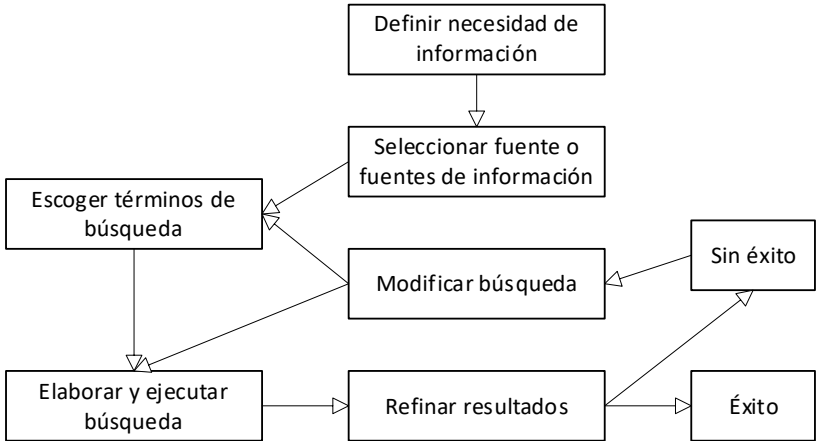 Definir necesidad de
información
Seleccionar fuente o
fuentes de información
Escoger términos de
búsqueda
Modificar búsqueda
Sin éxito
Elaborar y ejecutar
búsqueda
Refinar resultados
Éxito